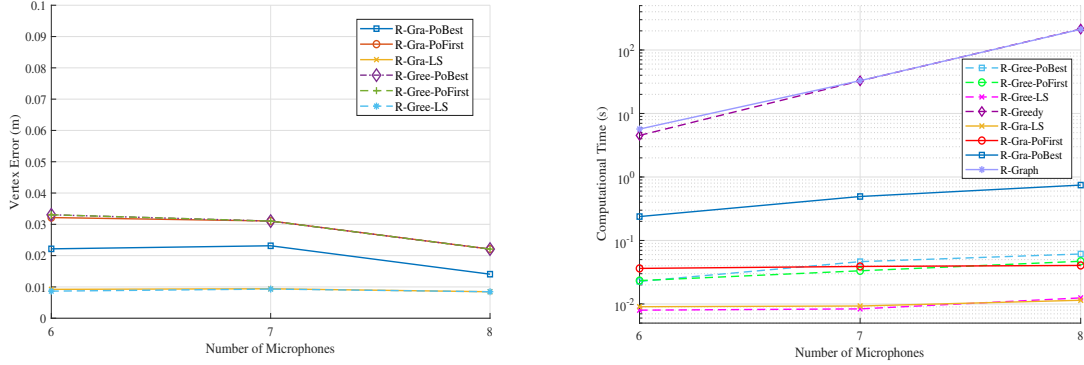 0.1
0.09
0.08
0.07
0.06
0.05
0.04
0.03
0.02
0.01
0
Vertex Error (m)
6
7
8
Number of Microphones
R-Gra-PoBest
R-Gra-PoFirst
R-Gra-LS
R-Gree-PoBest
R-Gree-PoFirst
R-Gree-LS
10^2
10^1
10^0
10^-1
10^-2
Computational Time (s)
6
7
8
Number of Microphones
R-Gree-PoBest
R-Gree-PoFirst
R-Gree-LS
R-Greedy
R-Gra-LS
R-Gra-PoFirst
R-Gra-PoBest
R-Graph